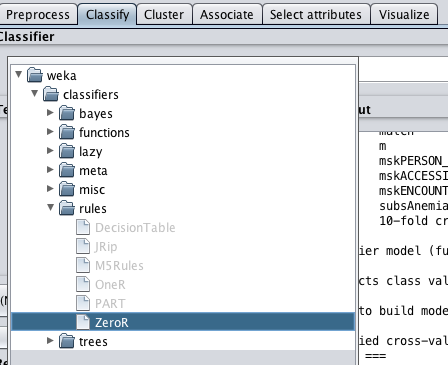 Preprocess Classify Cluster Associate Select attributes Visualize
Classifier
weka
classifiers
bayes
functions
lazy
meta
misc
rules
DecisionTable
JRip
M5Rules
OneR
PART
ZeroR
trees
ut
match
m
mskPERSON_
mskACCESSI
mskENCOUNT
subsAnemia
10-fold cr
ier model (fu
cts class val
to build mode
ied cross-val
===